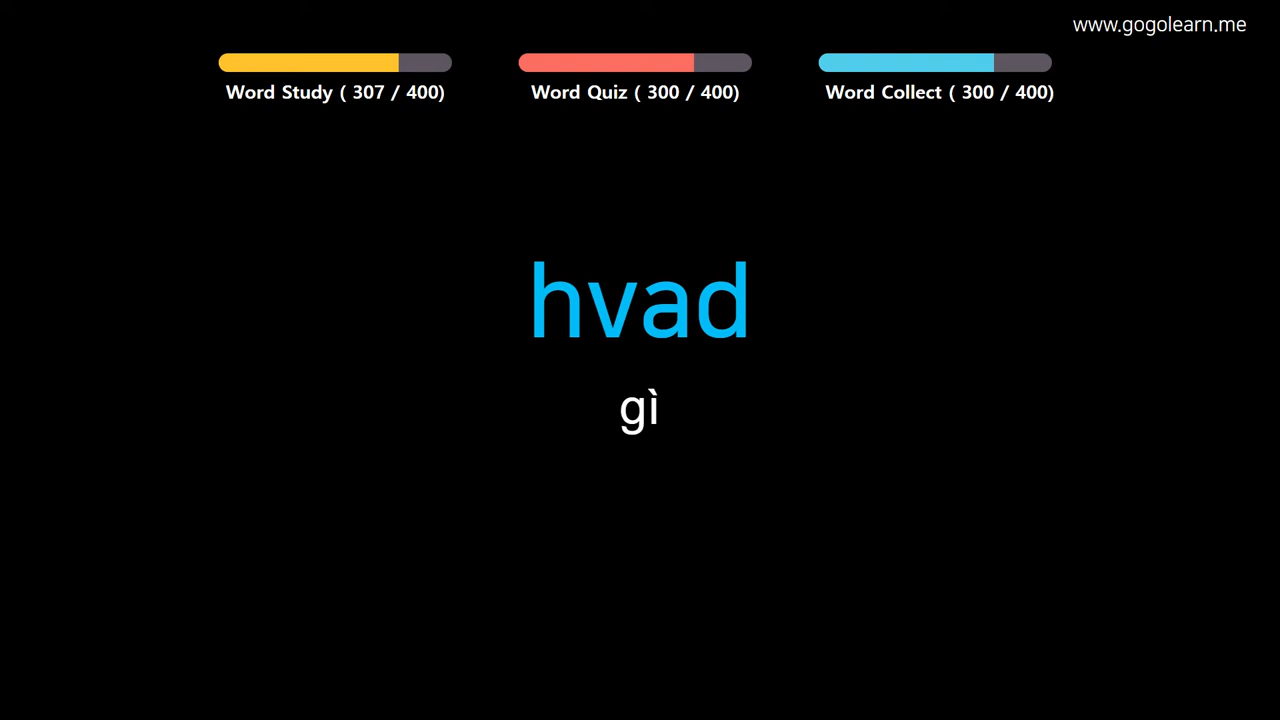 www.gogolearn.me
Word Study ( 307 / 400)
Word Quiz ( 300 / 400)
Word Collect ( 300 / 400)
hvad
gì